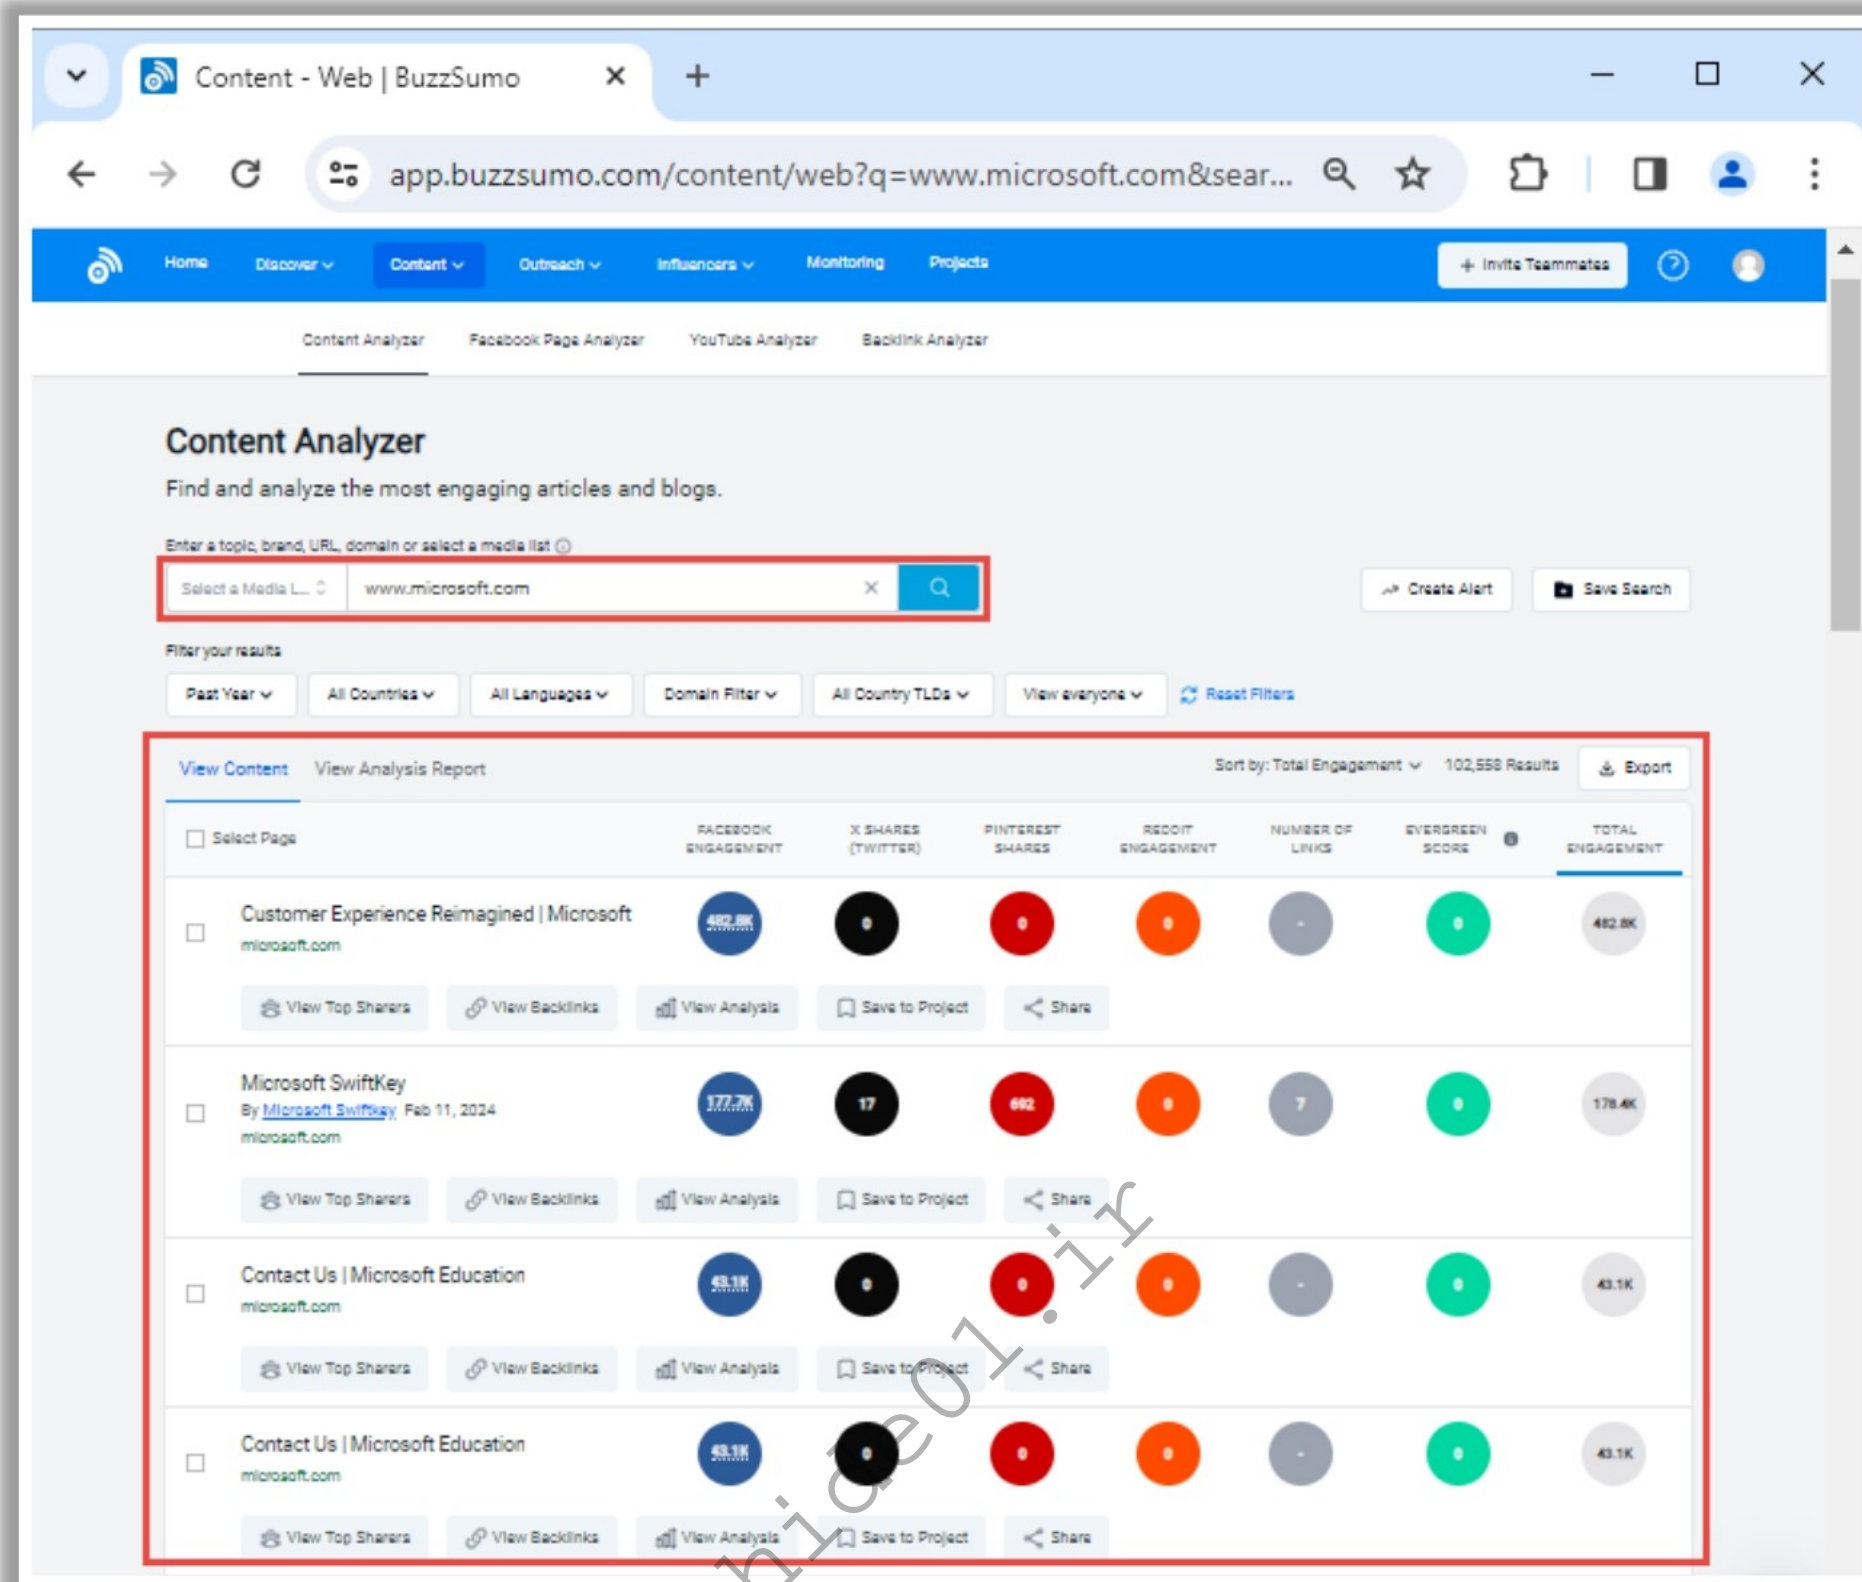 Content - Web | BuzzSumo
app.buzzsumo.com/content/web?q=www.microsoft.com&sear...
Home Discover Content Outreach Influencers Monitoring Projects + Invite Teammates
Content Analyzer Facebook Page Analyzer YouTube Analyzer Backlink Analyzer
Content Analyzer
Find and analyze the most engaging articles and blogs.
Enter a topic, brand, URL, domain or select a media list
Select a Media L... www.microsoft.com Create Alert Save Search
Filter your results
Past Year All Countries All Languages Domain Filter All Country TLDs View everyone Reset Filters
View Content View Analysis Report Sort by: Total Engagement 102,558 Results Export
Select Page FACEBOOK ENGAGEMENT X SHARES (TWITTER) PINTEREST SHARES REDDIT ENGAGEMENT NUMBER OF LINKS EVERGREEN SCORE TOTAL ENGAGEMENT
Customer Experience Reimagined | Microsoft 482.8K 0 0 0 - 0 482.8K
microsoft.com
View Top Sharers View Backlinks View Analysis Save to Project Share
Microsoft SwiftKey
By Microsoft Swiftkey Feb 11, 2024 177.7K 17 692 0 7 0 178.4K
microsoft.com
View Top Sharers View Backlinks View Analysis Save to Project Share
Contact Us | Microsoft Education 43.1K 0 0 0 - 0 43.1K
microsoft.com
View Top Sharers View Backlinks View Analysis Save to Project Share
Contact Us | Microsoft Education 43.1K 0 0 0 - 0 43.1K
microsoft.com
View Top Sharers View Backlinks View Analysis Save to Project Share
hide01.ir